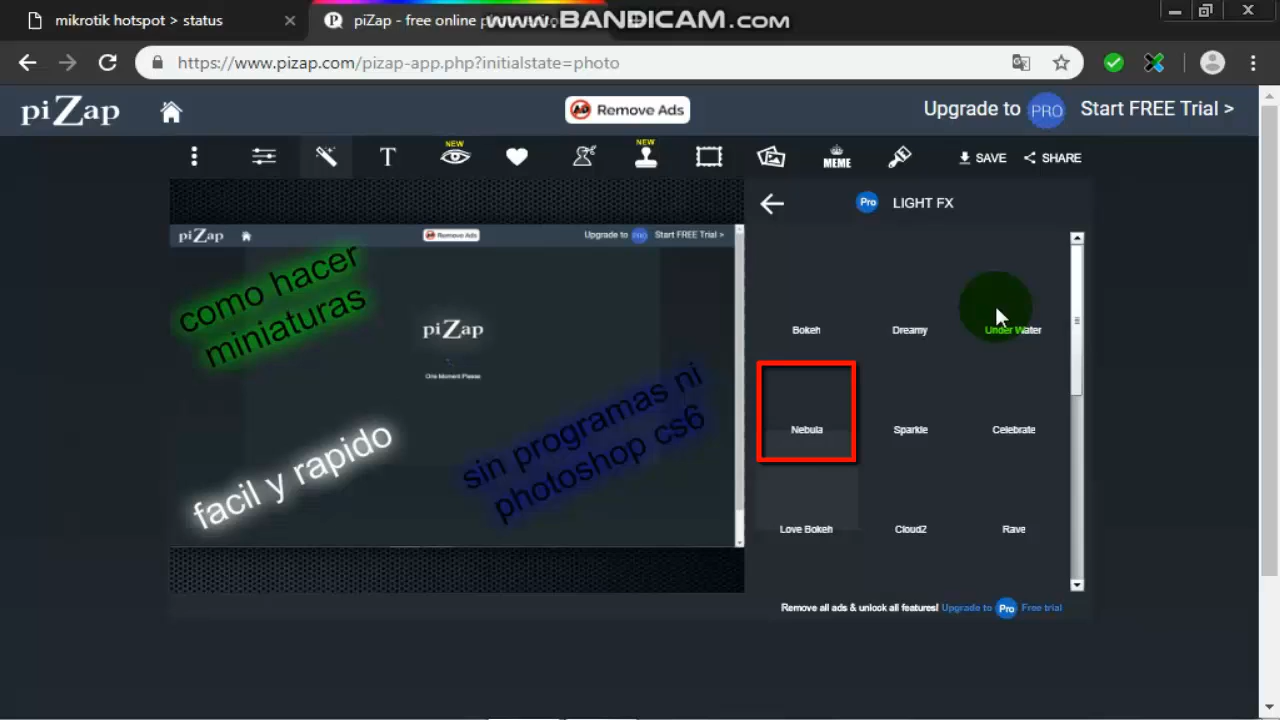 mikrotik hotspot > status
piZap - free online
www.BANDICAM.com
https://www.pizap.com/pizap-app.php?initialstate=photo
piZap
Remove Ads
Upgrade to PRO Start FREE Trial >
T
NEW
NEW
MEME
SAVE
SHARE
piZap
Remove Ads
Upgrade to PRO Start FREE Trial >
como hacer
miniaturas
piZap
One Moment Please
facil y rapido
sin programas ni
photoshop cs6
Pro LIGHT FX
Bokeh
Dreamy
Under Water
Nebula
Sparkle
Celebrate
Love Bokeh
CloudZ
Rave
Remove all ads & unlock all features! Upgrade to Pro Free trial